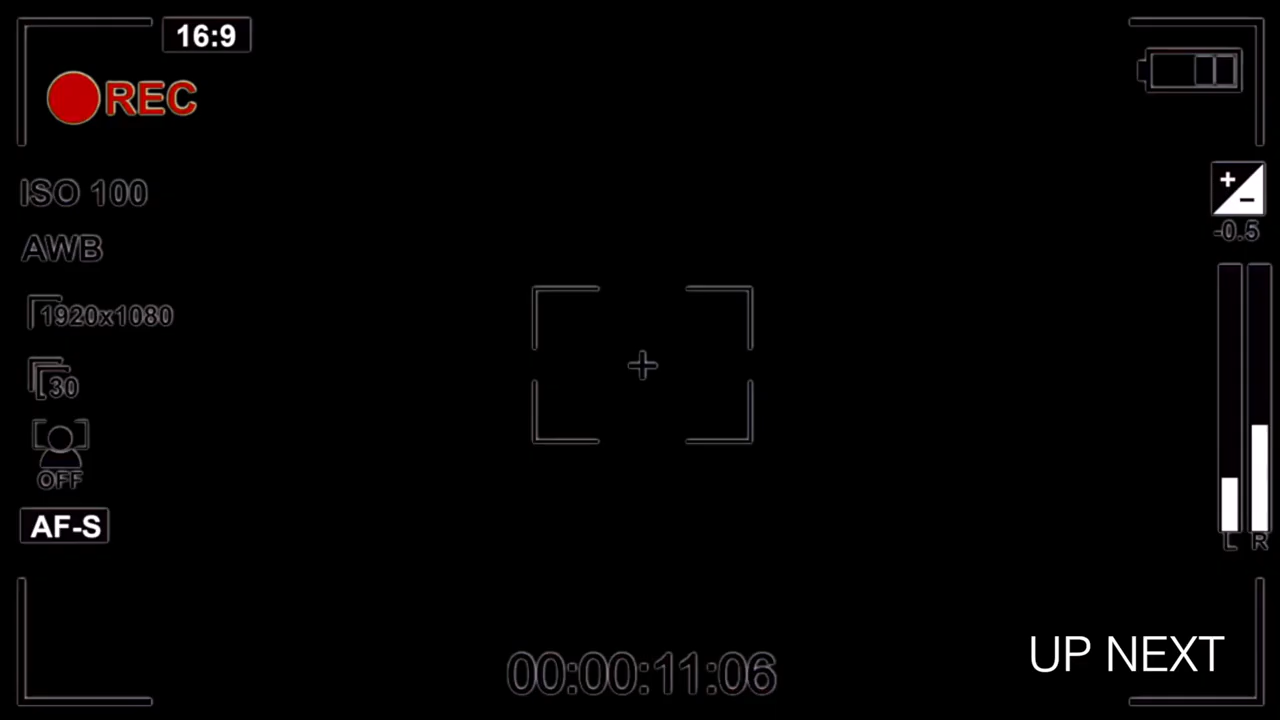 16:9
REC
ISO 100
AWB
-0.5
1920x1080
30
OFF
AF-S
L R
UP NEXT
00:00:11:06